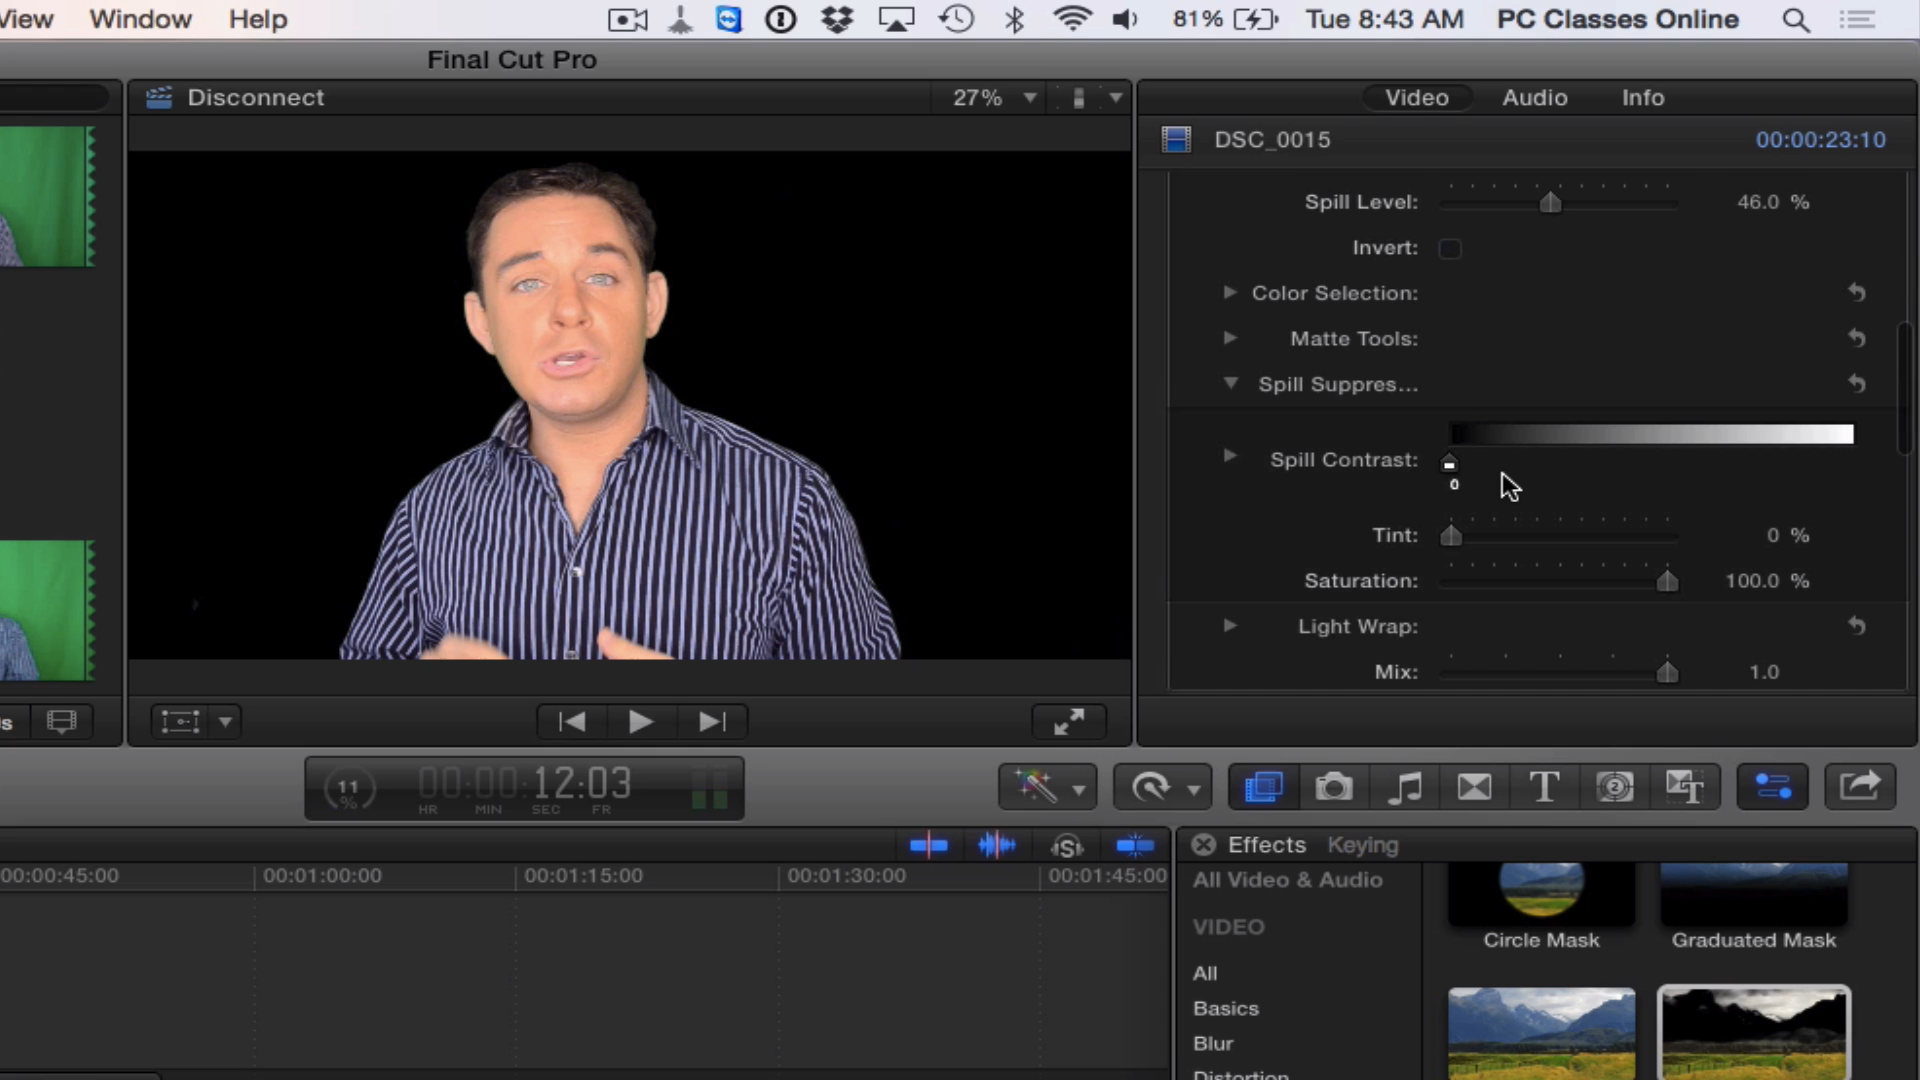 View Window Help 81% Tue 8:43 AM PC Classes Online
Final Cut Pro
Disconnect 27% Video Audio Info
DSC_0015 00:00:23:10
Spill Level: 46.0 %
Invert:
Color Selection:
Matte Tools:
Spill Suppres...
Spill Contrast:
0
Tint: 0 %
Saturation: 100.0 %
Light Wrap:
Mix: 1.0
11 % 00:00:12:03
HR MIN SEC FR
Effects Keying
00:00:45:00 00:01:00:00 00:01:15:00 00:01:30:00 00:01:45:00
All Video & Audio
VIDEO
Circle Mask Graduated Mask
All
Basics
Blur
Distortion